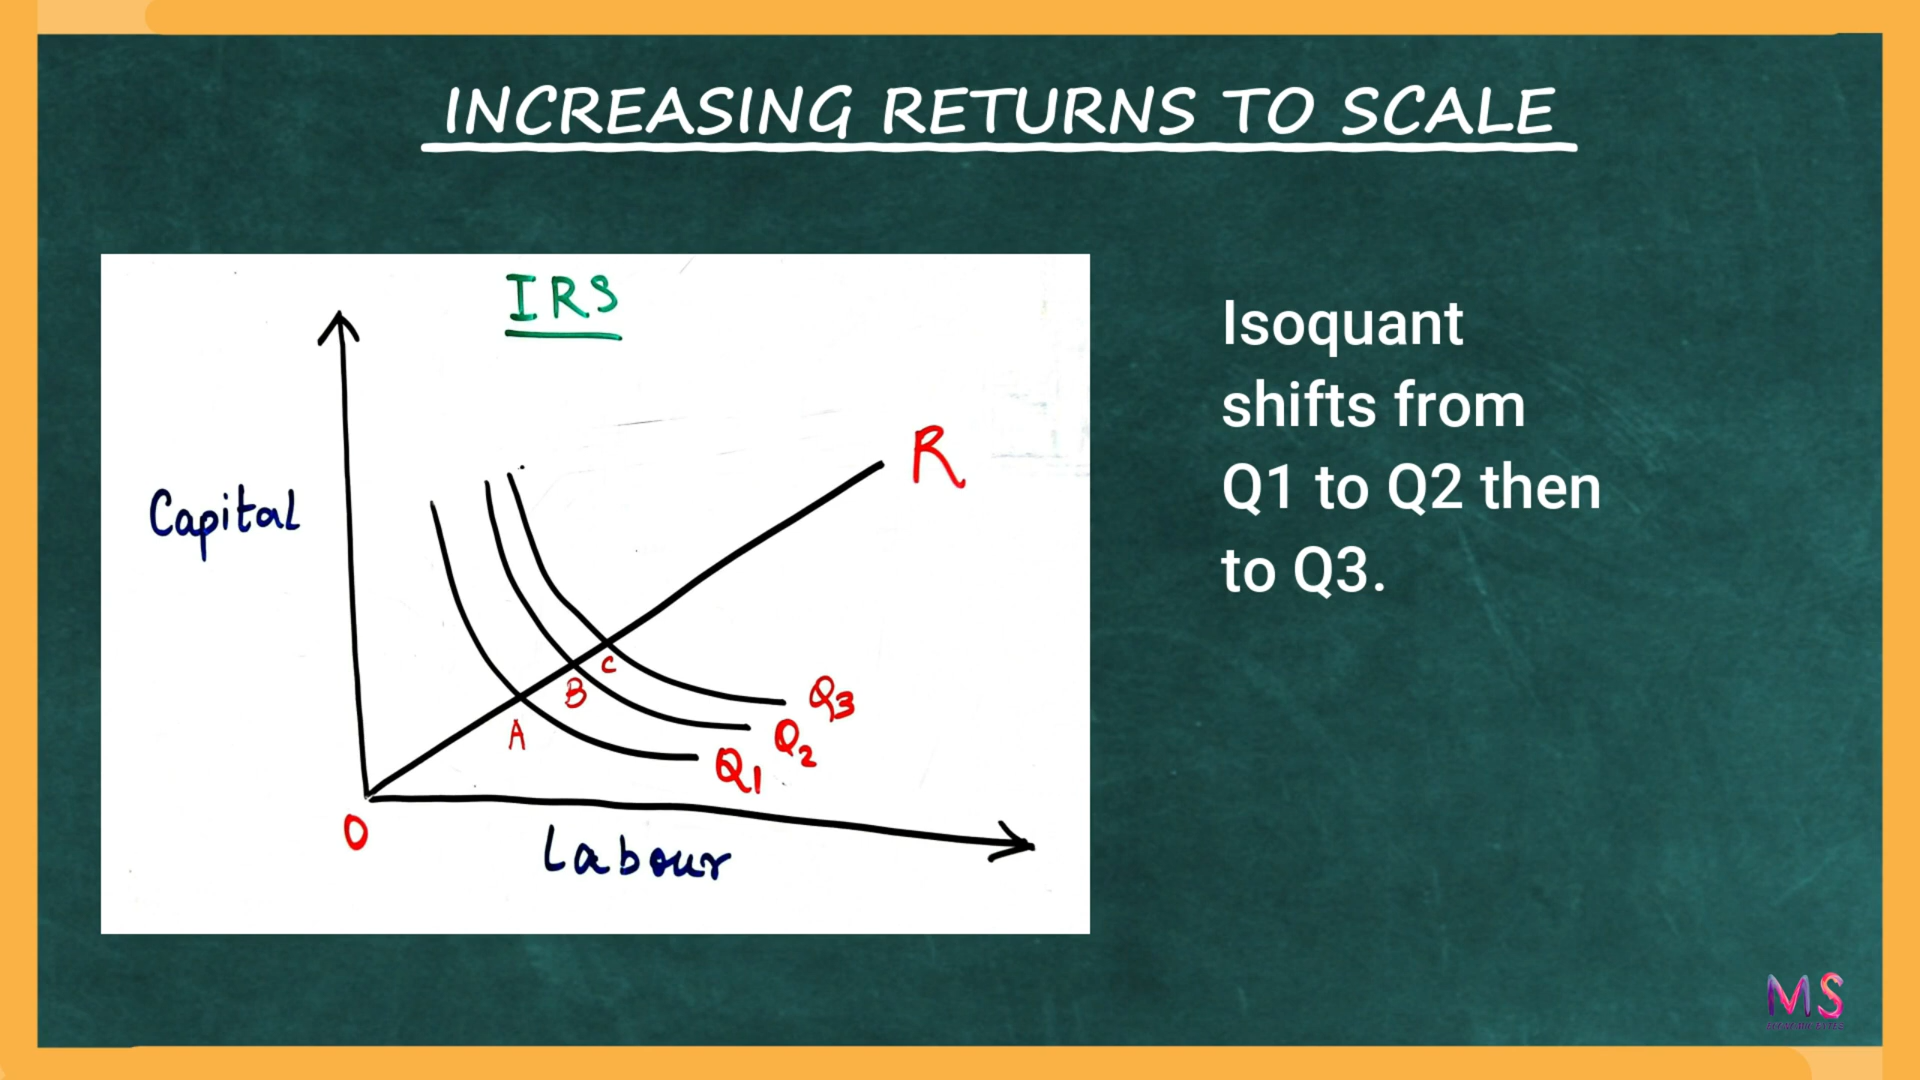 INCREASING RETURNS TO SCALE
IRS
Capital
R
A
B
C
Q1
Q2
Q3
O
Labour
Isoquant
shifts from
Q1 to Q2 then
to Q3.
MS